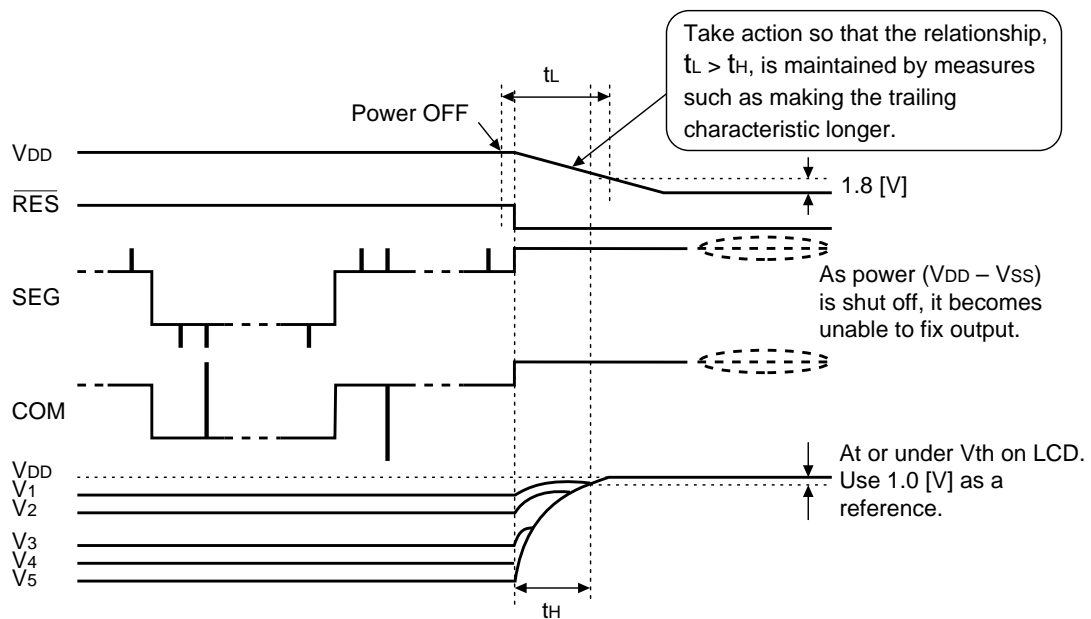 Take action so that the relationship,
tL > tH, is maintained by measures
such as making the trailing
characteristic longer.
tL
Power OFF
VDD
1.8 [V]
RES
SEG
As power (VDD – VSS)
is shut off, it becomes
unable to fix output.
COM
VDD
At or under Vth on LCD.
Use 1.0 [V] as a
reference.
V1
V2
V3
V4
V5
tH